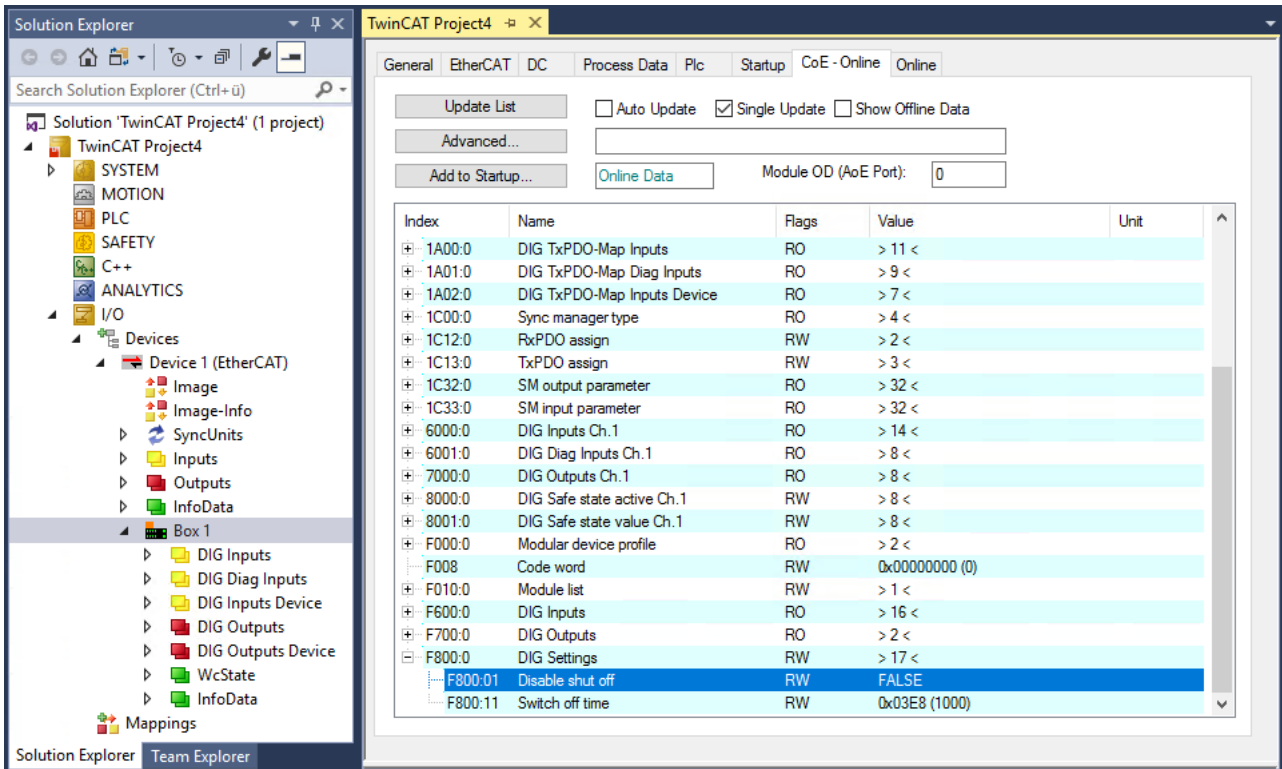 Solution Explorer
Search Solution Explorer (Ctrl+ü)
Solution 'TwinCAT Project4' (1 project)
TwinCAT Project4
SYSTEM
MOTION
PLC
SAFETY
C++
ANALYTICS
I/O
Devices
Device 1 (EtherCAT)
Image
Image-Info
SyncUnits
Inputs
Outputs
InfoData
Box 1
DIG Inputs
DIG Diag Inputs
DIG Inputs Device
DIG Outputs
DIG Outputs Device
WcState
InfoData
Mappings
Solution Explorer Team Explorer
TwinCAT Project4
General EtherCAT DC Process Data Plc Startup CoE - Online Online
Update List Auto Update Single Update Show Offline Data
Advanced...
Add to Startup... Online Data Module OD (AoE Port): 0
Index Name Flags Value Unit
1A00:0 DIG TxPDO-Map Inputs RO > 11 <
1A01:0 DIG TxPDO-Map Diag Inputs RO > 9 <
1A02:0 DIG TxPDO-Map Inputs Device RO > 7 <
1C00:0 Sync manager type RO > 4 <
1C12:0 RxPDO assign RW > 2 <
1C13:0 TxPDO assign RW > 3 <
1C32:0 SM output parameter RO > 32 <
1C33:0 SM input parameter RO > 32 <
6000:0 DIG Inputs Ch.1 RO > 14 <
6001:0 DIG Diag Inputs Ch.1 RO > 8 <
7000:0 DIG Outputs Ch.1 RO > 8 <
8000:0 DIG Safe state active Ch.1 RW > 8 <
8001:0 DIG Safe state value Ch.1 RW > 8 <
F000:0 Modular device profile RO > 2 <
F008 Code word RW 0x00000000 (0)
F010:0 Module list RW > 1 <
F600:0 DIG Inputs RO > 16 <
F700:0 DIG Outputs RO > 2 <
F800:0 DIG Settings RW > 17 <
F800:01 Disable shut off RW FALSE
F800:11 Switch off time RW 0x03E8 (1000)